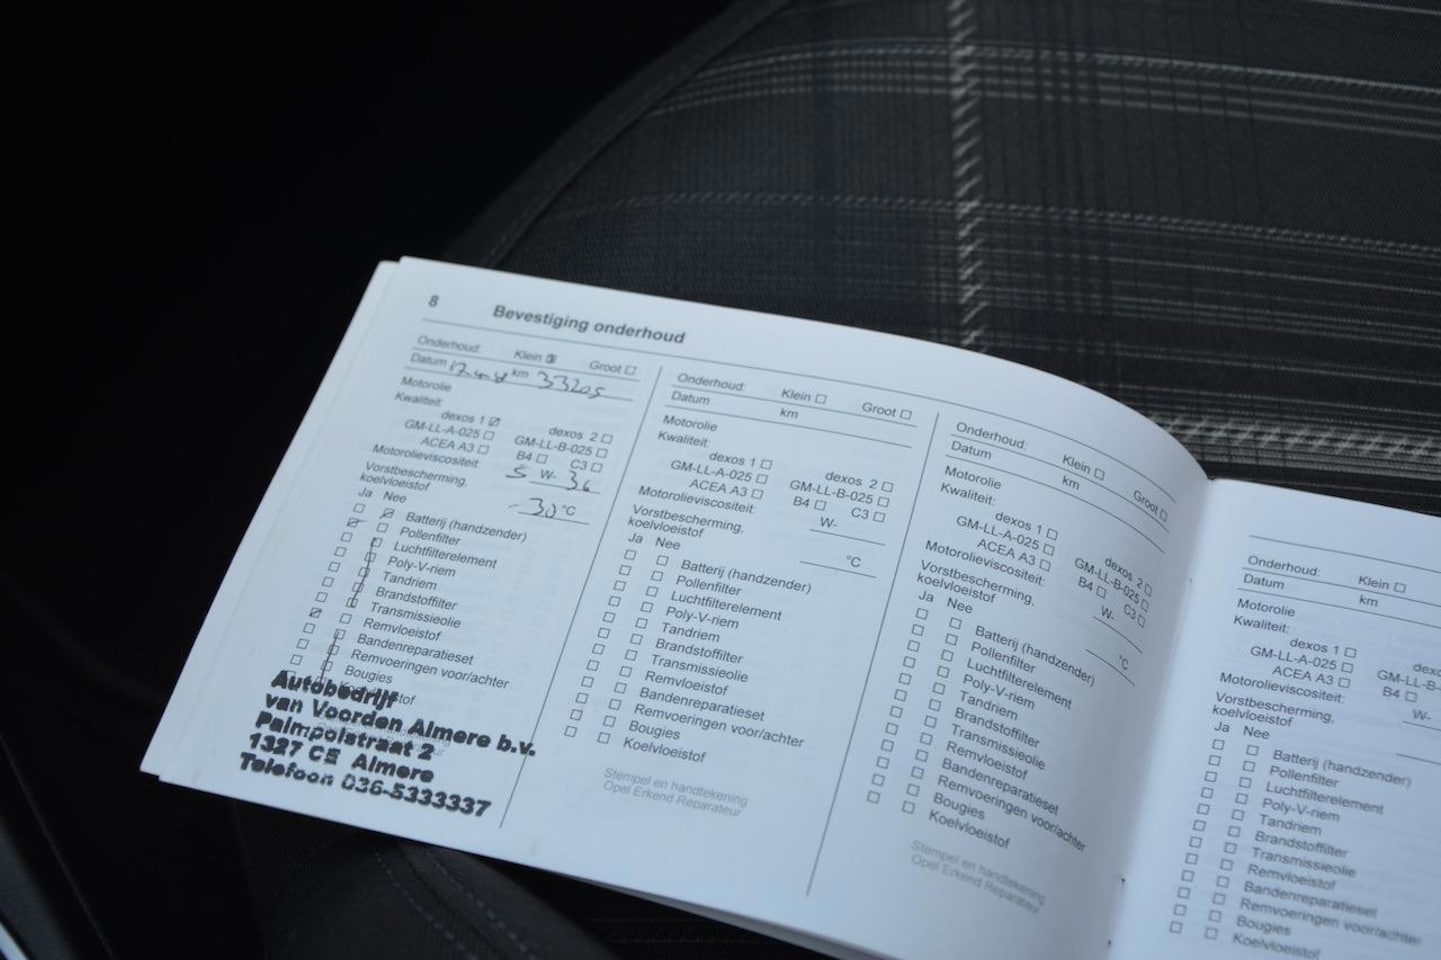 8 Bevestiging onderhoud
Onderhoud: Klein Groot
Datum km 33205
Motorolie
Kwaliteit:
dexos 1 dexos 2
GM-LL-A-025 GM-LL-B-025
ACEA A3 B4 C3
Motorolieviscositeit: 5 W- 
Vorstbescherming,
koelvloeistof -30 °C
Ja Nee
Batterij (handzender)
Pollenfilter
Luchtfilterelement
Poly-V-riem
Tandriem
Brandstoffilter
Transmissieolie
Remvloeistof
Bandenreparatieset
Remvoeringen voor/achter
Bougies
Koelvloeistof
Autobedrijf
van Voorden Almere b.v.
Palmpolstraat 2
1327 CE Almere
Telefoon 036-5333337
Onderhoud: Klein Groot
Datum km
Motorolie
Kwaliteit:
dexos 1 dexos 2
GM-LL-A-025 GM-LL-B-025
ACEA A3 B4 C3
Motorolieviscositeit: W-
Vorstbescherming,
koelvloeistof °C
Ja Nee
Batterij (handzender)
Pollenfilter
Luchtfilterelement
Poly-V-riem
Tandriem
Brandstoffilter
Transmissieolie
Remvloeistof
Bandenreparatieset
Remvoeringen voor/achter
Bougies
Koelvloeistof
Stempel en handtekening
Opel Erkend Reparateur
Onderhoud: Klein Groot
Datum km
Motorolie
Kwaliteit:
dexos 1 dexos 2
GM-LL-A-025 GM-LL-B-025
ACEA A3 B4 C3
Motorolieviscositeit: W-
Vorstbescherming,
koelvloeistof °C
Ja Nee
Batterij (handzender)
Pollenfilter
Luchtfilterelement
Poly-V-riem
Tandriem
Brandstoffilter
Transmissieolie
Remvloeistof
Bandenreparatieset
Remvoeringen voor/achter
Bougies
Koelvloeistof
Stempel en handtekening
Opel Erkend Reparateur
Onderhoud: Klein
Datum km
Motorolie
Kwaliteit:
dexos 1
GM-LL-A-025 GM-LL-B-
ACEA A3 B4
Motorolieviscositeit: W-
Vorstbescherming,
koelvloeistof
Ja Nee
Batterij (handzender)
Pollenfilter
Luchtfilterelement
Poly-V-riem
Tandriem
Brandstoffilter
Transmissieolie
Remvloeistof
Bandenreparatieset
Remvoeringen voor/achter
Bougies
Koelvloeistof